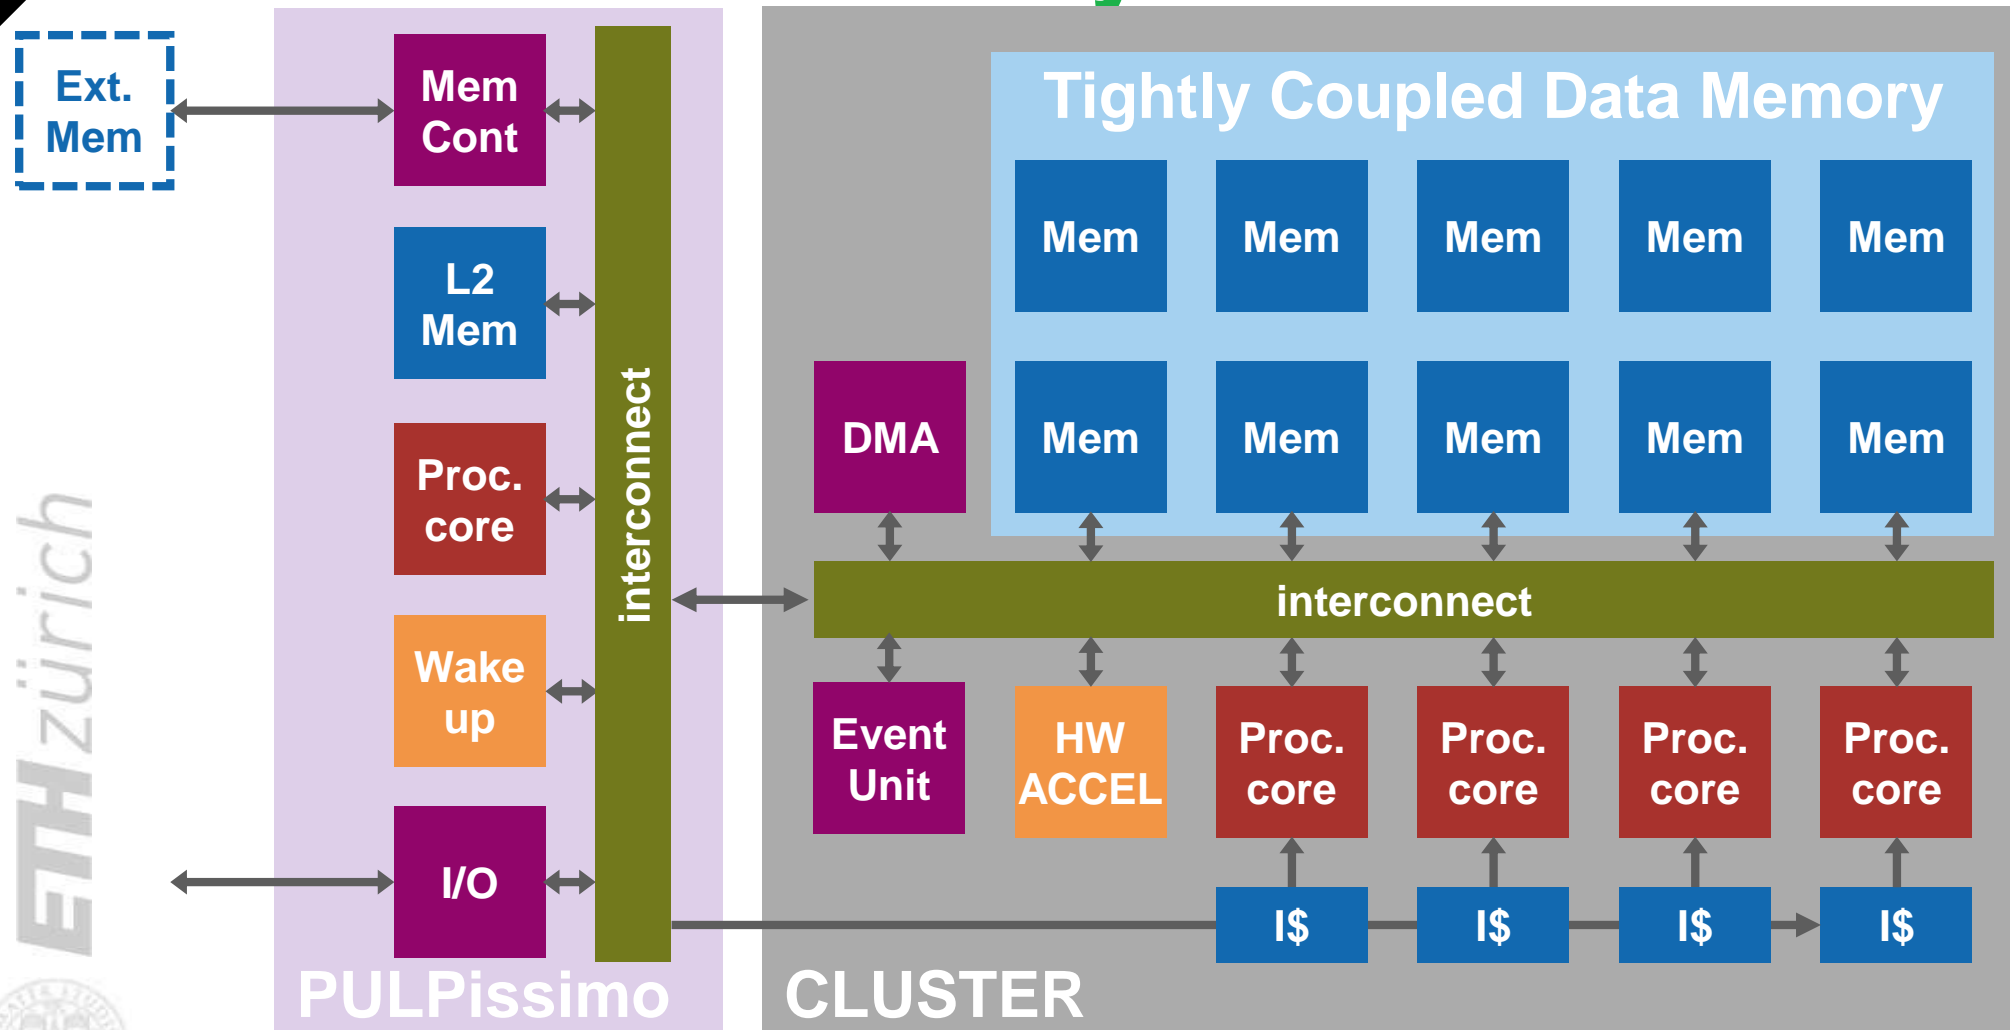 Ext.
Mem
Mem
Cont
L2
Mem
Proc.
core
Wake
up
I/O
interconnect
PULPissimo
ETH zürich
Tightly Coupled Data Memory
Mem Mem Mem Mem Mem
DMA Mem Mem Mem Mem Mem
interconnect
Event
Unit
HW
ACCEL
Proc.
core
Proc.
core
Proc.
core
Proc.
core
I$ I$ I$ I$
CLUSTER